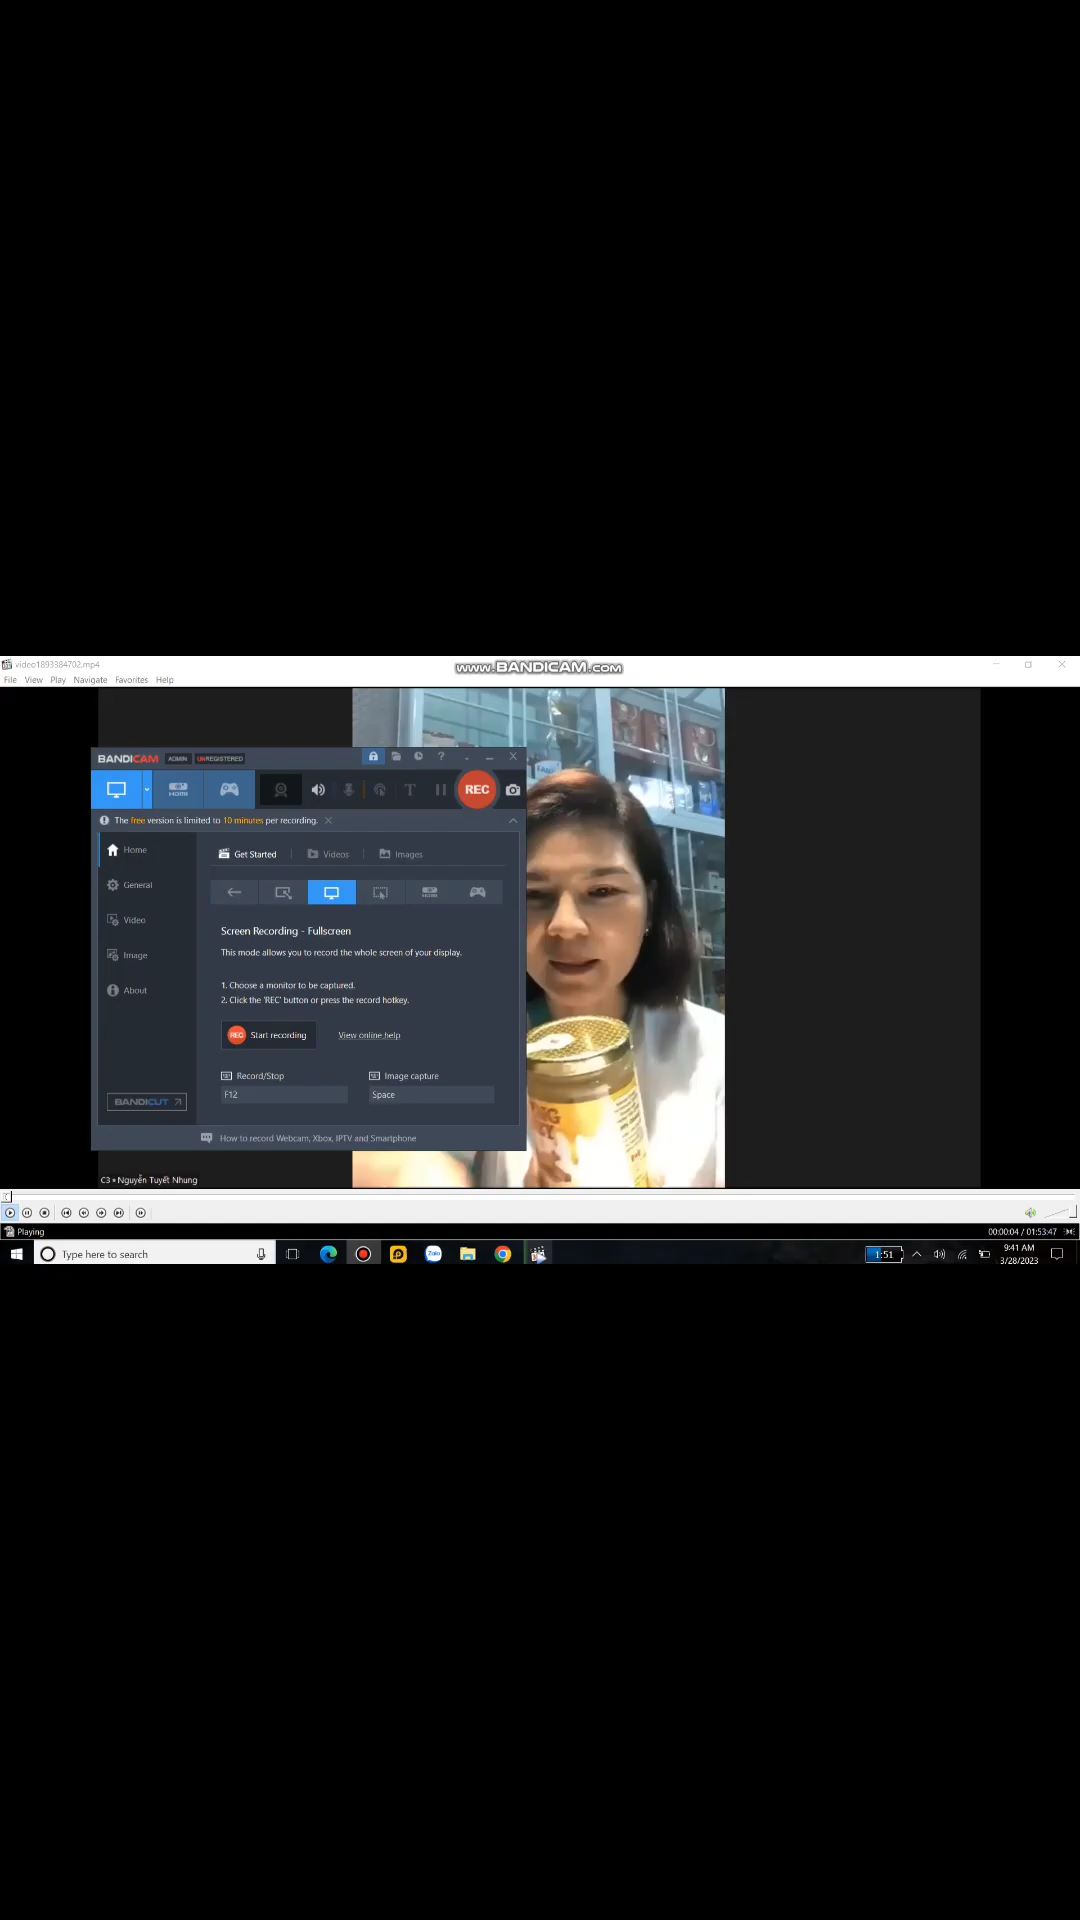 video1893384702.mp4
www.BANDICAM.com
File View Play Navigate Favorites Help
BANDICAM ADMIN UNREGISTERED
?
HDMI
T
REC
The free version is limited to 10 minutes per recording.
Home
Get Started
Videos
Images
General
Video
Screen Recording - Fullscreen
This mode allows you to record the whole screen of your display.
Image
1. Choose a monitor to be captured.
About
2. Click the 'REC' button or press the record hotkey.
REC Start recording
View online help
Record/Stop
Image capture
F12
Space
BANDICUT
How to record Webcam, Xbox, IPTV and Smartphone
C3 * Nguyễn Tuyết Nhung
Playing
00:00:04 / 01:53:47
Type here to search
Zalo
1:51
9:41 AM
3/28/2023